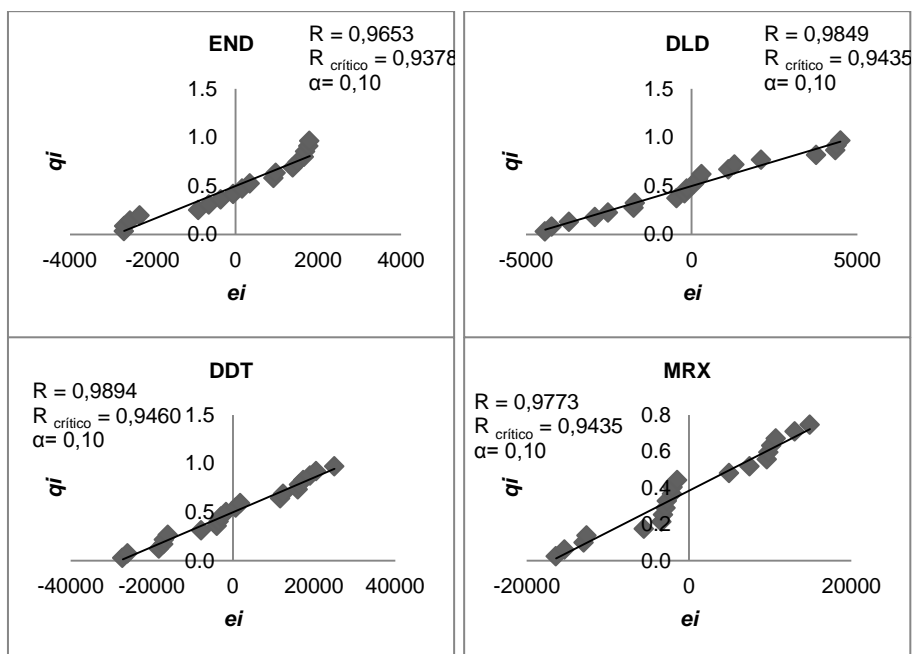 END
R = 0,9653
R crítico = 0,9378
α= 0,10
1.5
1.0
0.5
0.0
qi
-4000 -2000 0 2000 4000
ei
DLD
R = 0,9849
R crítico = 0,9435
α= 0,10
1.5
1.0
0.5
0.0
qi
-5000 0 5000
ei
DDT
R = 0,9894
R crítico = 0,9460
α= 0,10
1.5
1.0
0.5
0.0
qi
-40000 -20000 0 20000 40000
ei
MRX
R = 0,9773
R crítico = 0,9435
α= 0,10
0.8
0.6
0.4
0.2
0.0
qi
-20000 0 20000
ei